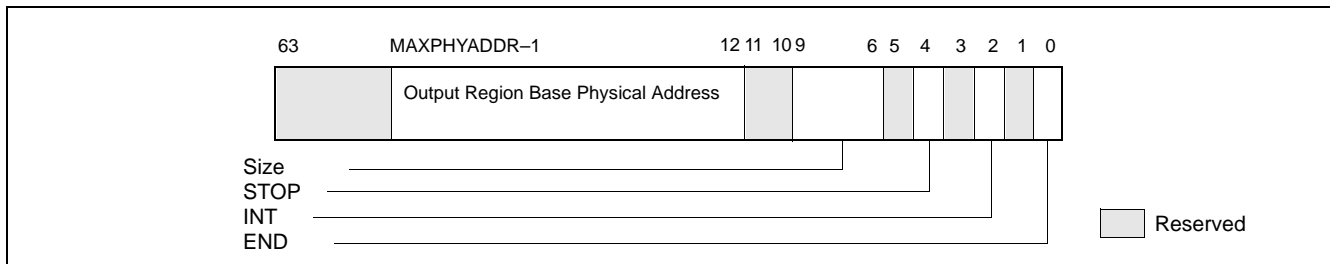 63 MAXPHYADDR–1 12 11 10 9 6 5 4 3 2 1 0
Output Region Base Physical Address
Size
STOP
INT
END
Reserved